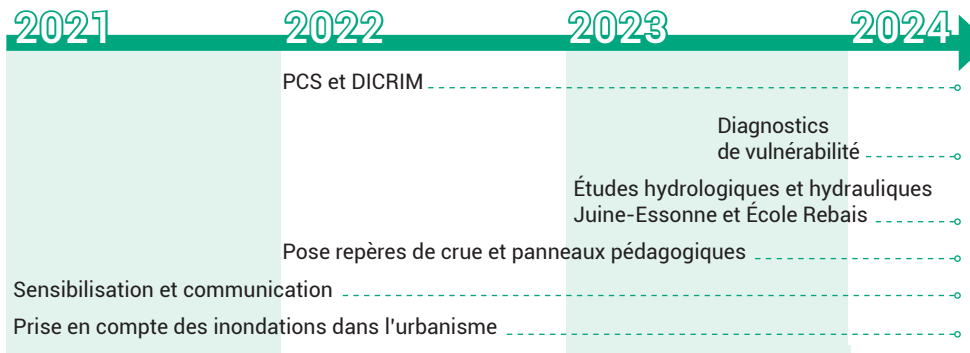 2021 2022 2023 2024
PCS et DICRIM
Diagnostics
de vulnérabilité
Études hydrologiques et hydrauliques
Juine-Essonne et École Rebais
Pose repères de crue et panneaux pédagogiques
Sensibilisation et communication
Prise en compte des inondations dans l'urbanisme